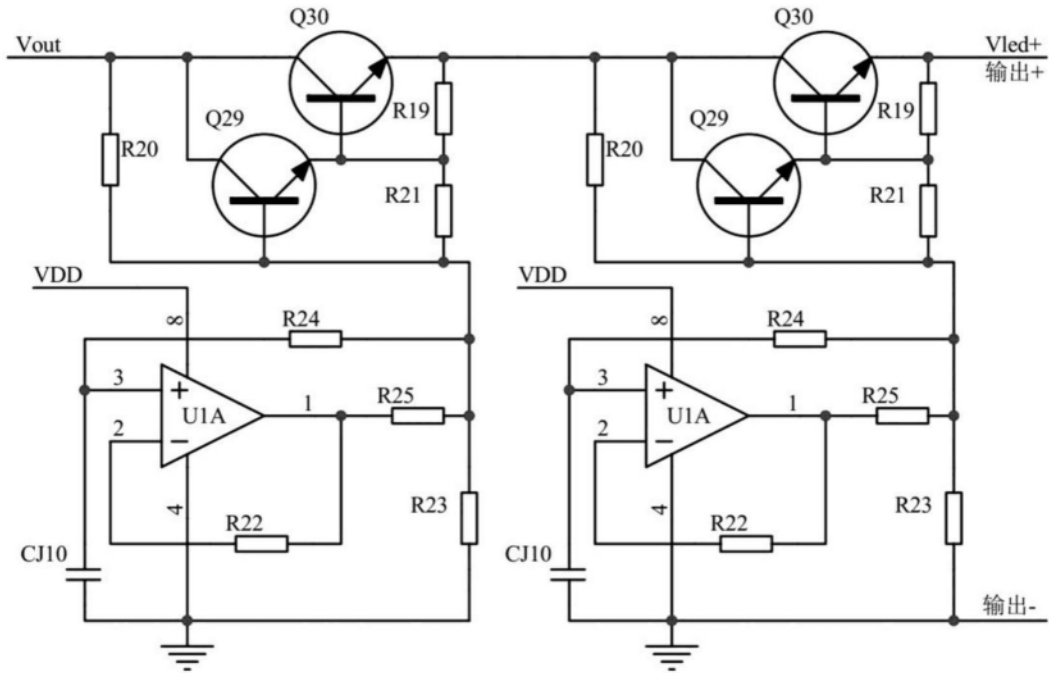 Q30 Q30
Vout Vled+
输出+
Q29 R19 Q29 R19
R20 R20
R21 R21
VDD VDD
8 8
R24 R24
3 1 R25 3 1 R25
U1A U1A
2 2
4 R22 R23 4 R22 R23
CJ10 CJ10
输出-